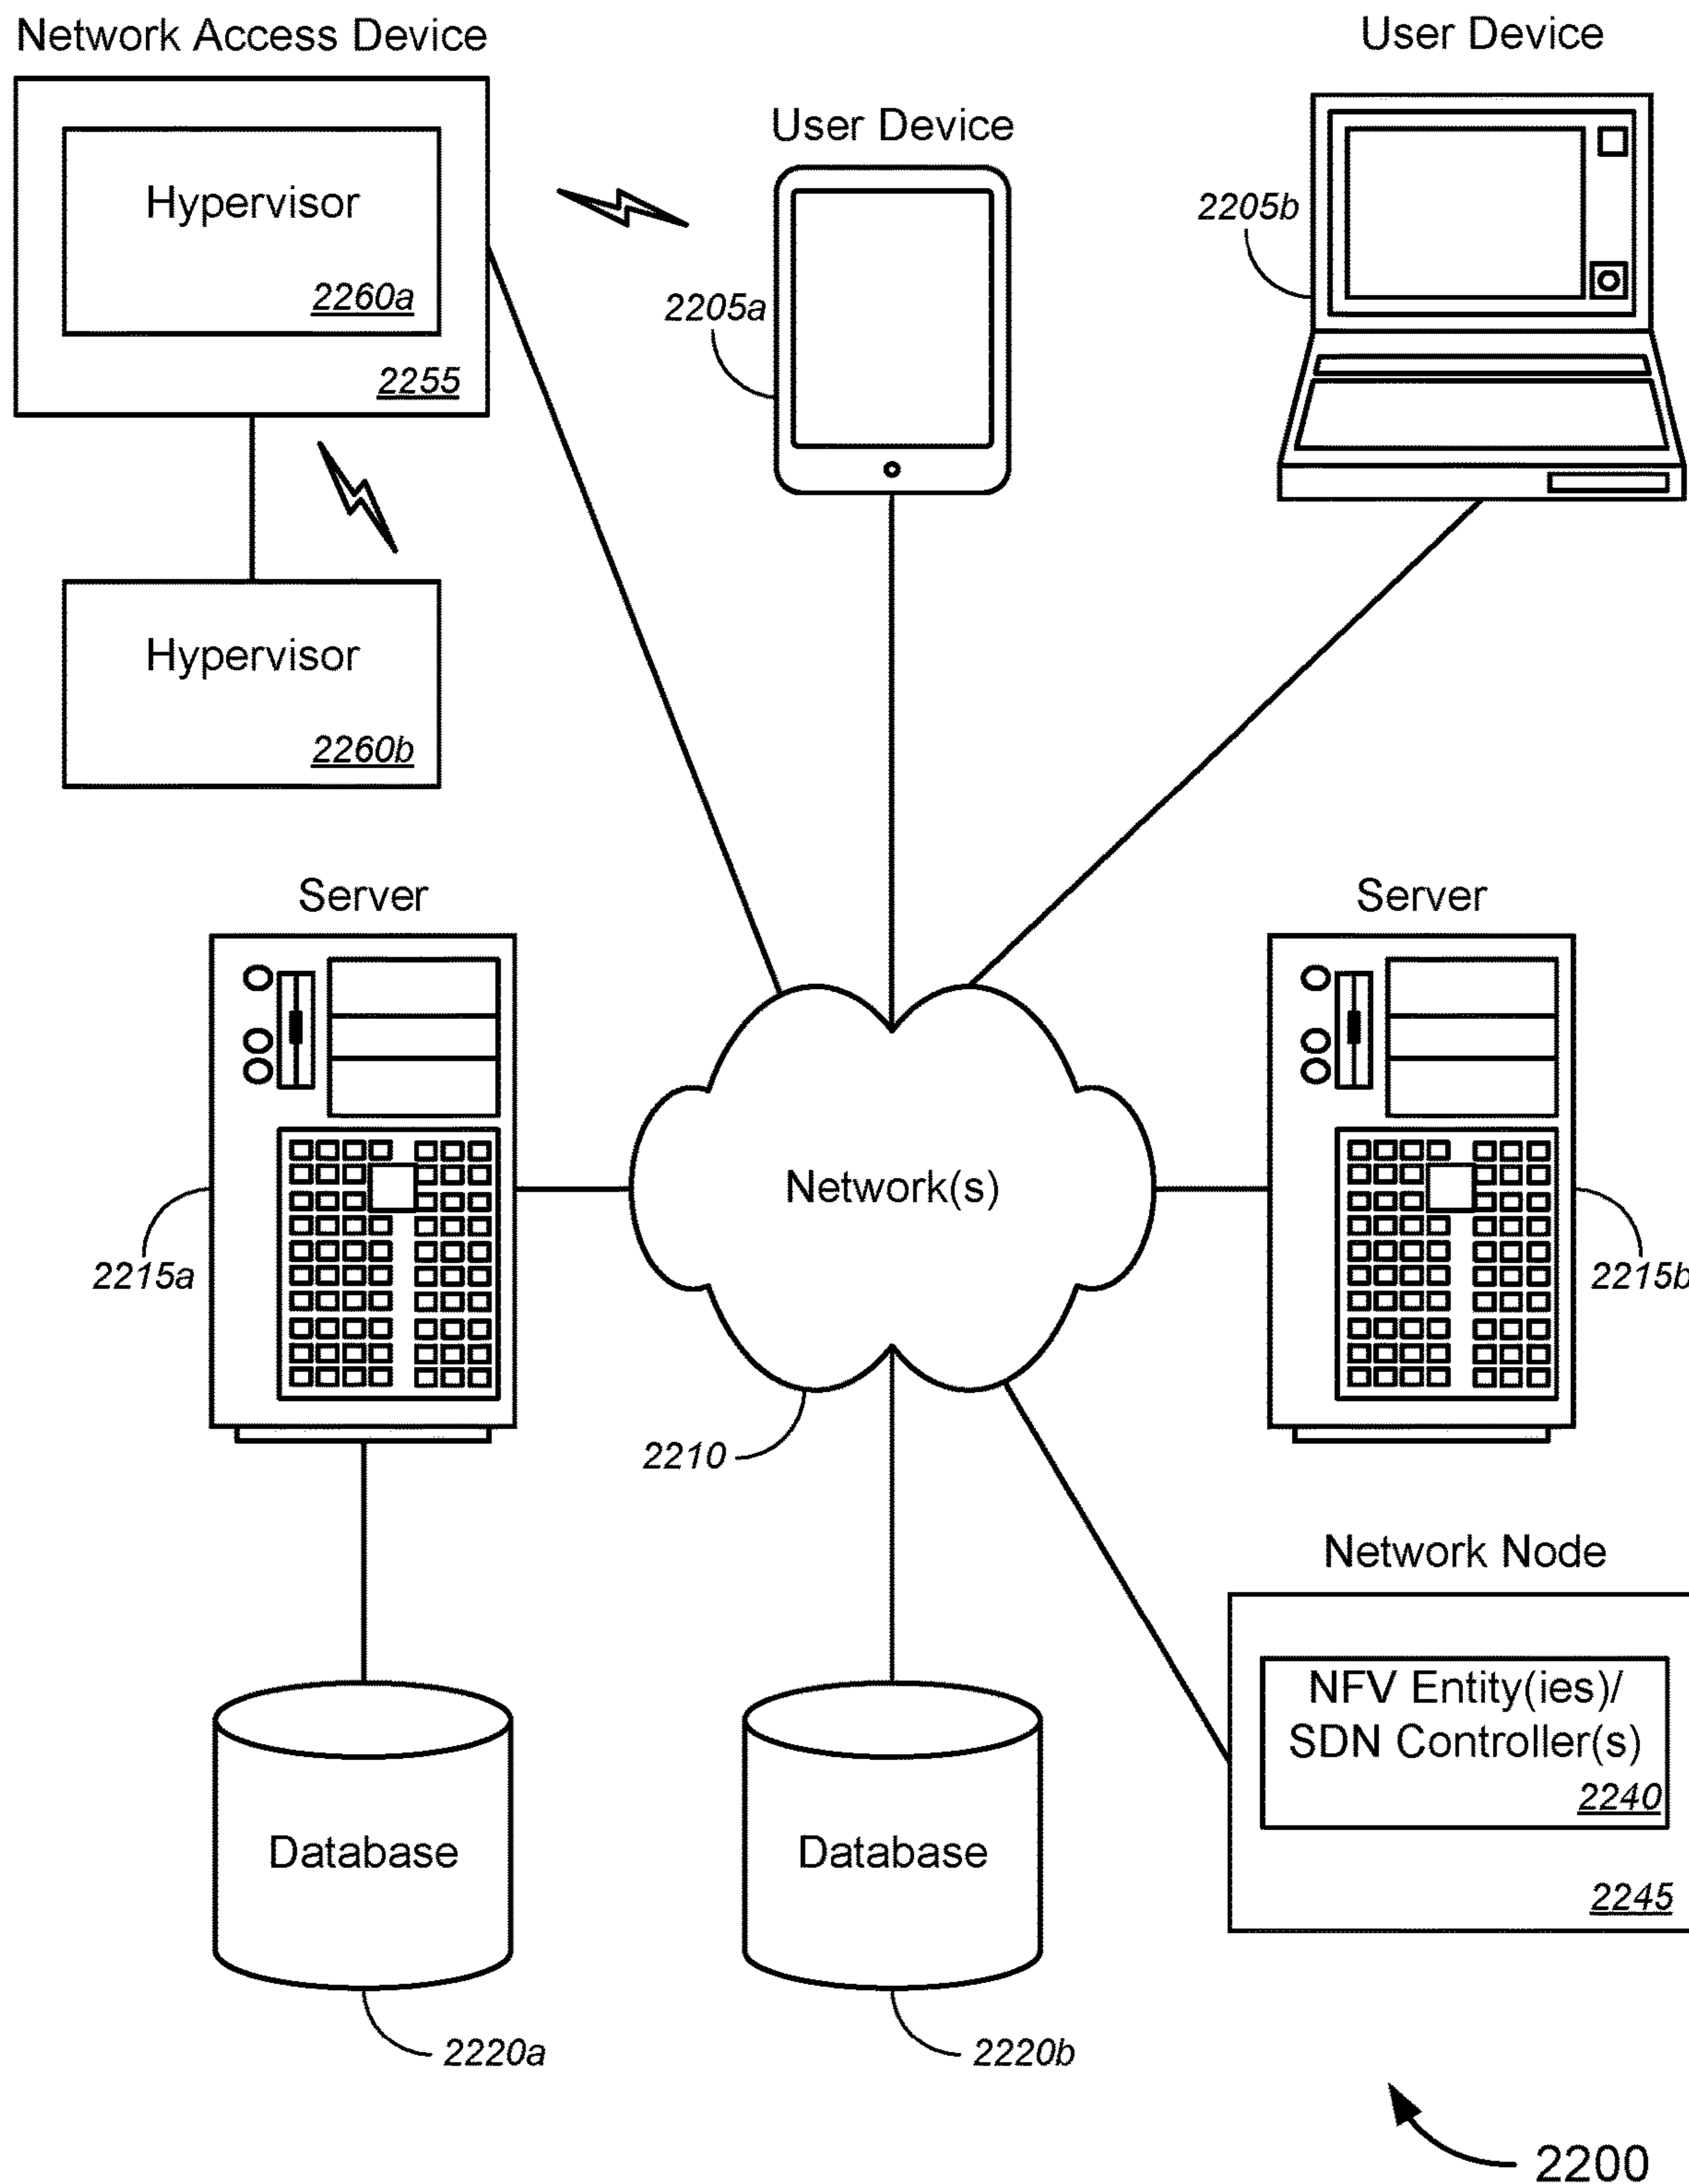 Network Access Device
User Device
User Device
Hypervisor
2260a
2255
2205a
2205b
Hypervisor
2260b
Server
Server
Network(s)
2215a
2215b
2210
Network Node
NFV Entity(ies)/
SDN Controller(s)
2240
2245
Database
Database
2220a
2220b
2200